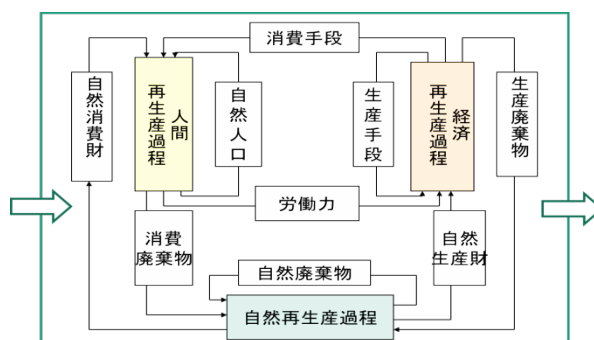 消費手段
自然消費財
人間
再生産過程
自然人口
生産手段
経済
再生産過程
生産廃棄物
労働力
消費
廃棄物
自然
生産財
自然廃棄物
自然再生産過程